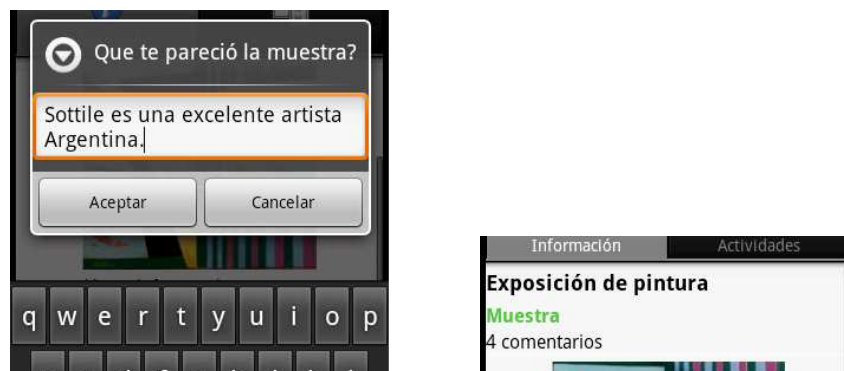 Que te pareció la muestra?
Sottile es una excelente artista
Argentina.
Aceptar
Cancelar
q w e r t y u i o p
Información
Actividades
Exposición de pintura
Muestra
4 comentarios